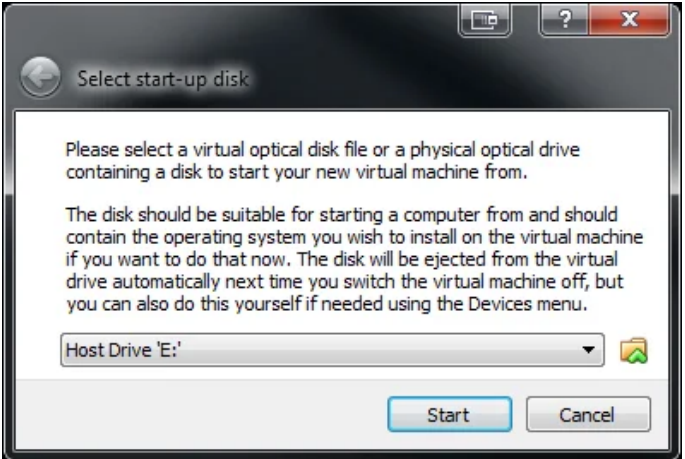 ?
X
Select start-up disk
Please select a virtual optical disk file or a physical optical drive
containing a disk to start your new virtual machine from.
The disk should be suitable for starting a computer from and should
contain the operating system you wish to install on the virtual machine
if you want to do that now. The disk will be ejected from the virtual
drive automatically next time you switch the virtual machine off, but
you can also do this yourself if needed using the Devices menu.
Host Drive 'E:'
Start
Cancel